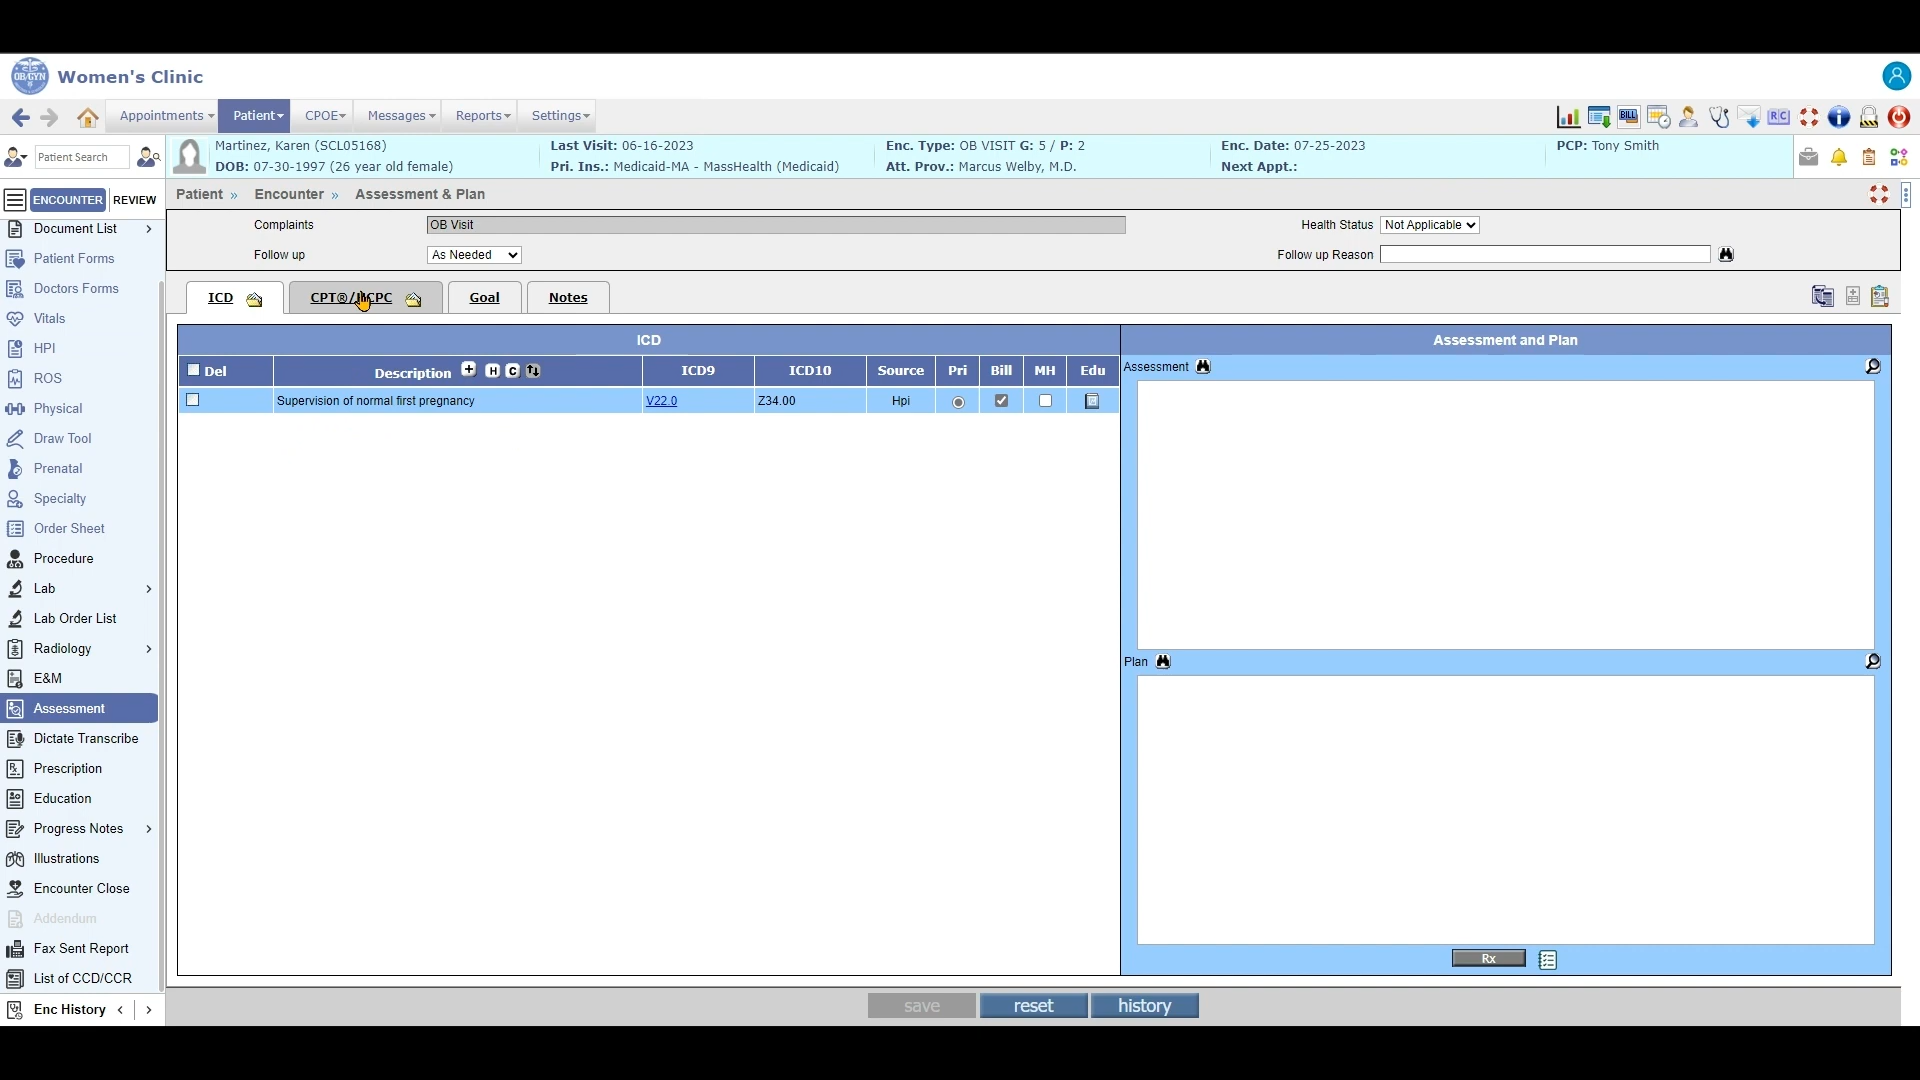 OB/GYN Women's Clinic
Appointments Patient CPOE Messages Reports Settings BILL RC
Patient Search Martinez, Karen (SCL05168) Last Visit: 06-16-2023 Enc. Type: OB VISIT G: 5 / P: 2 Enc. Date: 07-25-2023 PCP: Tony Smith
DOB: 07-30-1997 (26 year old female) Pri. Ins.: Medicaid-MA - MassHealth (Medicaid) Att. Prov.: Marcus Welby, M.D. Next Appt.:
ENCOUNTER REVIEW
Patient » Encounter » Assessment & Plan
Complaints OB Visit Health Status Not Applicable
Follow up As Needed Follow up Reason
ICD CPT®/HCPC Goal Notes
ICD Assessment and Plan
Del Description + H C ICD9 ICD10 Source Pri Bill MH Edu
Supervision of normal first pregnancy V22.0 Z34.00 Hpi
Assessment
Plan
Rx
Document List
Patient Forms
Doctors Forms
Vitals
HPI
ROS
Physical
Draw Tool
Prenatal
Specialty
Order Sheet
Procedure
Lab
Lab Order List
Radiology
E&M
Assessment
Dictate Transcribe
Prescription
Education
Progress Notes
Illustrations
Encounter Close
Addendum
Fax Sent Report
List of CCD/CCR
Enc History < >
save reset history